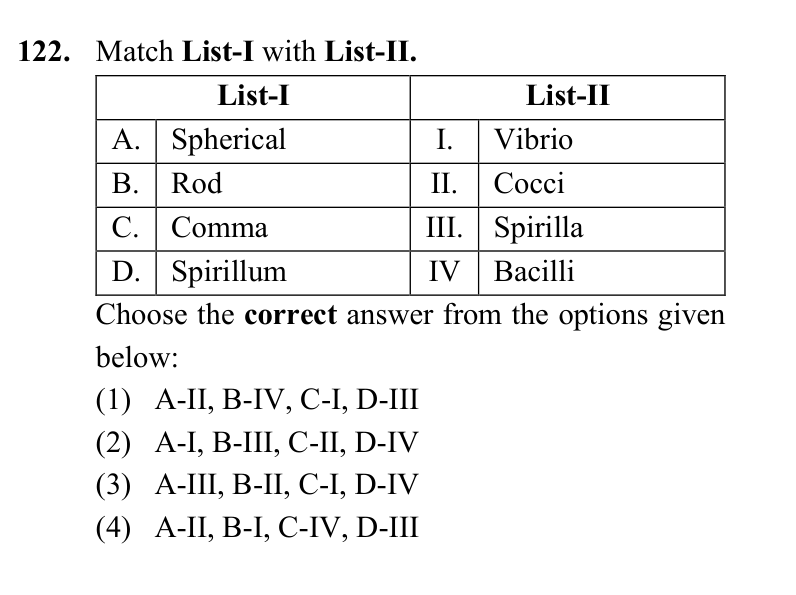 122. Match List-I with List-II.
List-I List-II
A. Spherical I. Vibrio
B. Rod II. Cocci
C. Comma III. Spirilla
D. Spirillum IV Bacilli
Choose the correct answer from the options given
below:
(1) A-II, B-IV, C-I, D-III
(2) A-I, B-III, C-II, D-IV
(3) A-III, B-II, C-I, D-IV
(4) A-II, B-I, C-IV, D-III